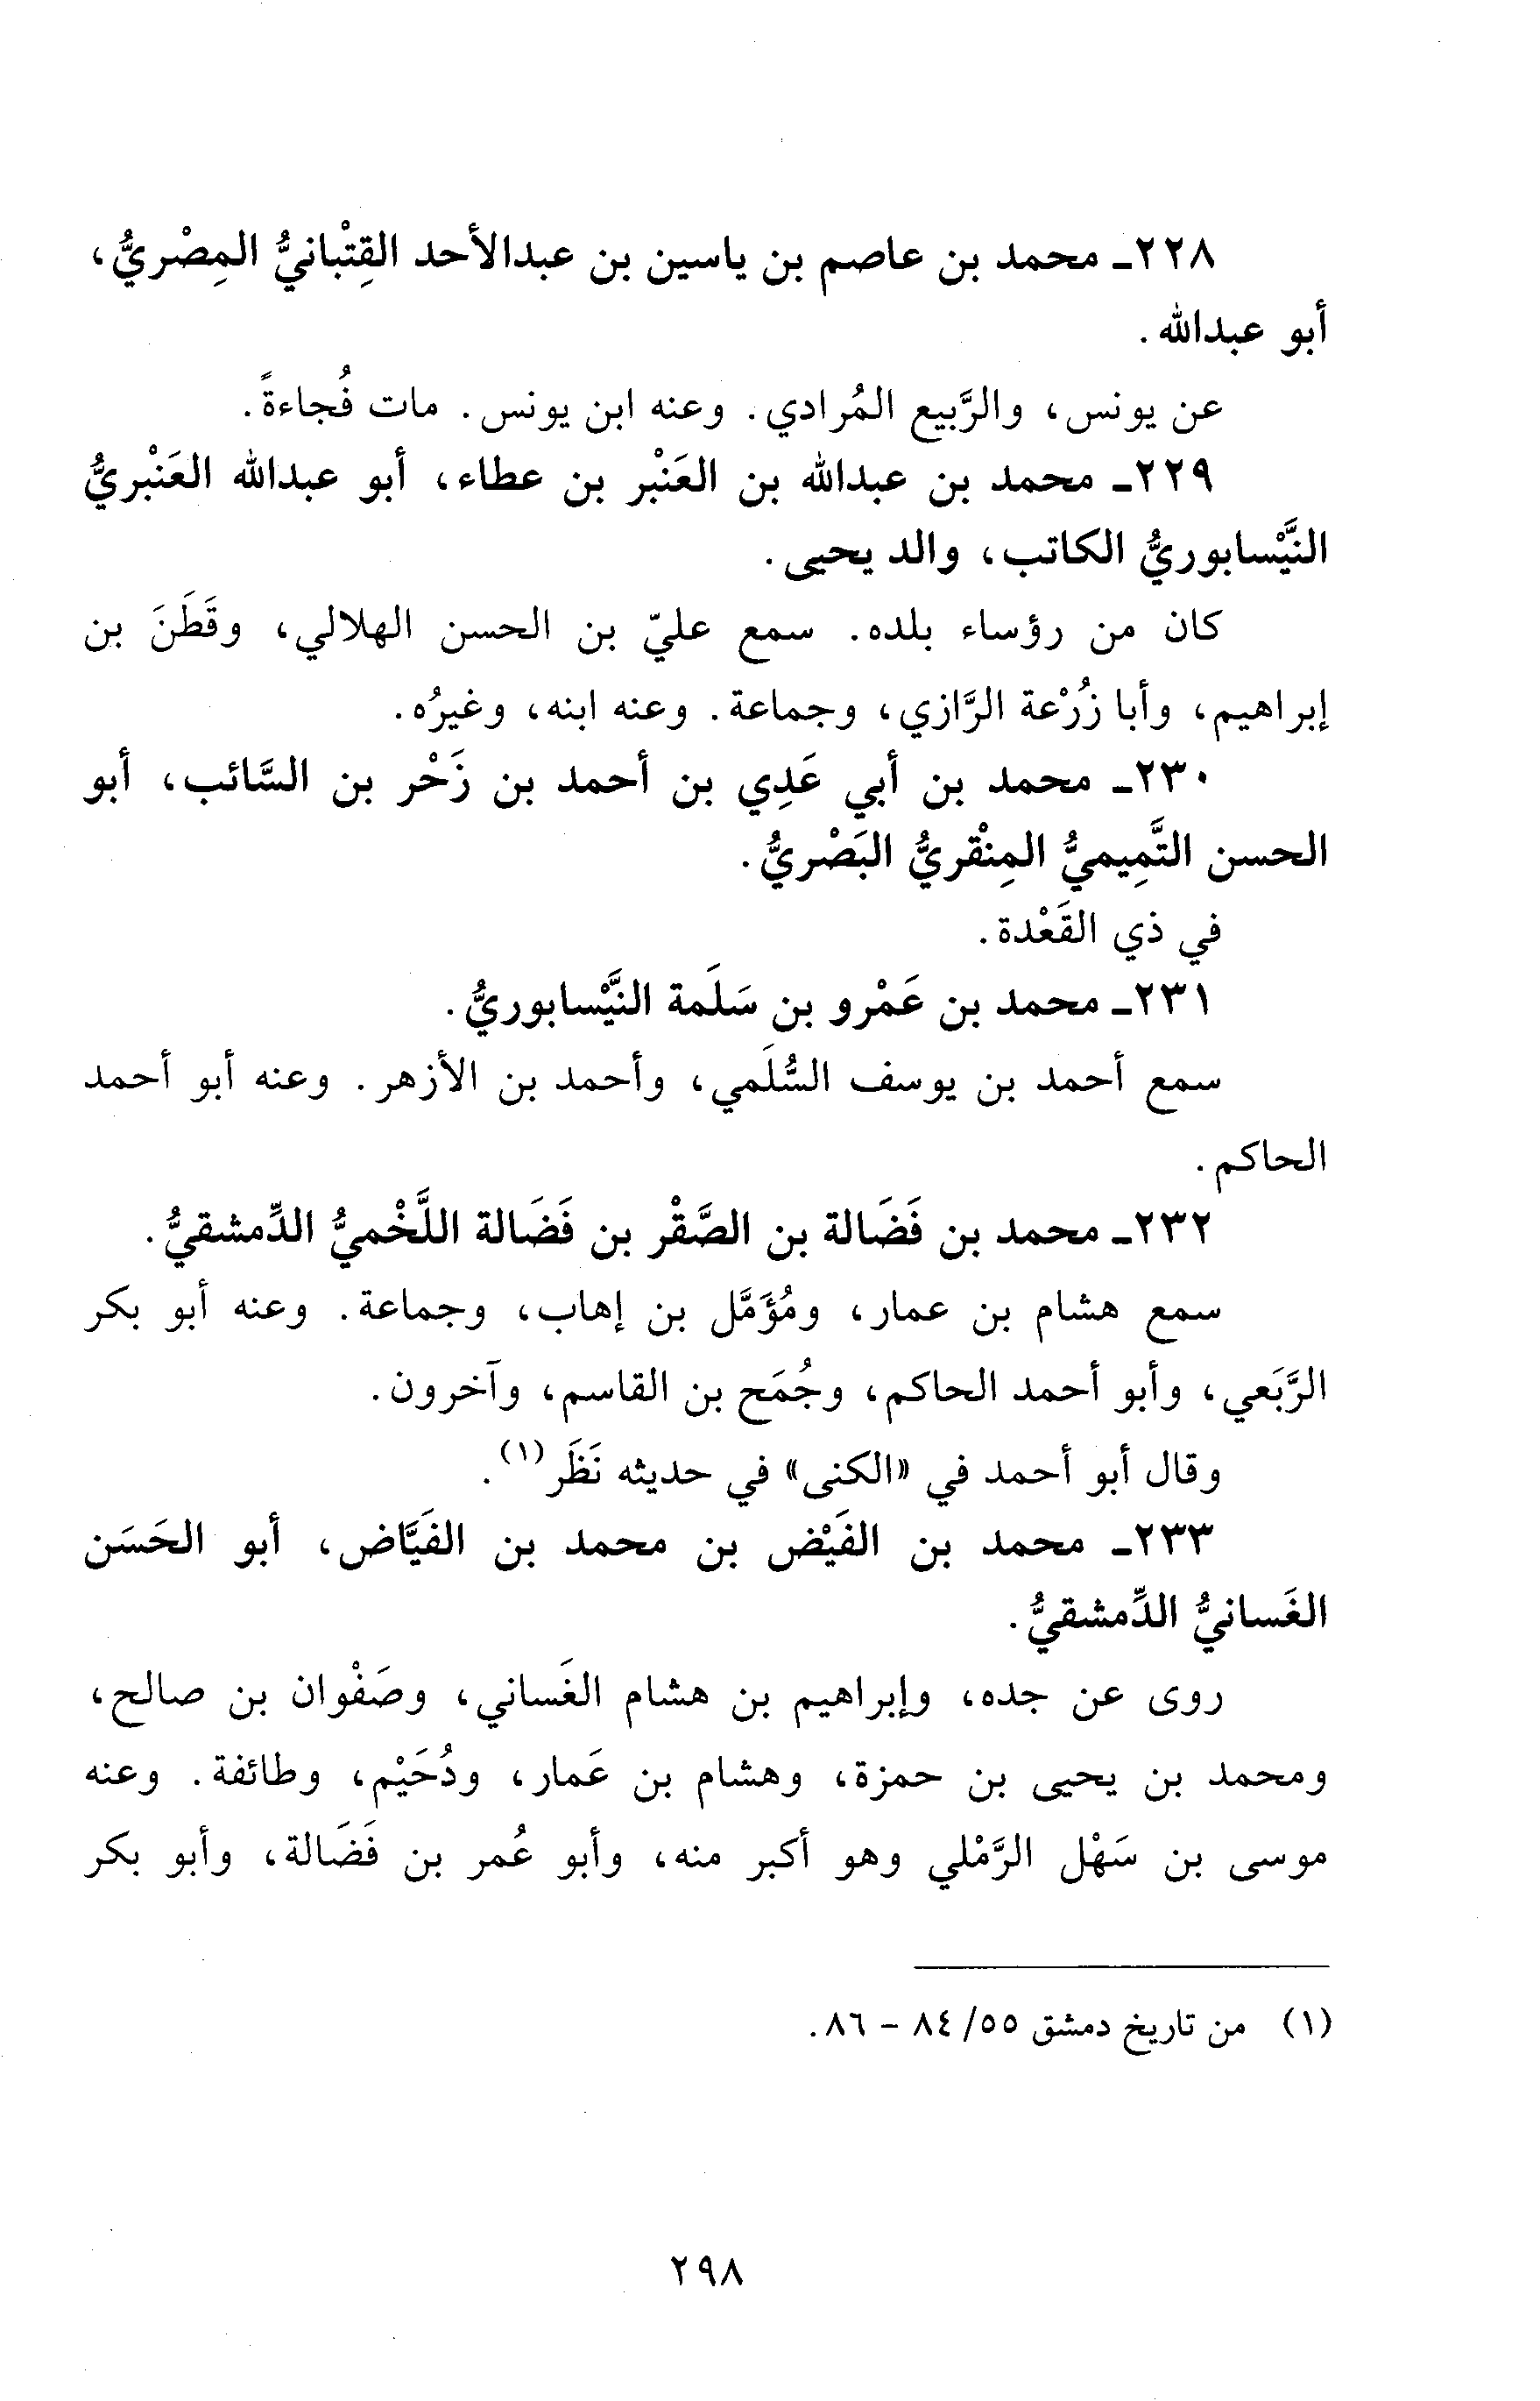 ٢٢٨ـ محمد بن عاصم بن ياسين بن عبدالأحد القِتْبانيُّ المِصْريُّ،
أبو عبدالله.
عن يونس، والرَّبيع المُرادي. وعنه ابن يونس. مات فُجاءةً.
٢٢٩ـ محمد بن عبدالله بن العَنْبر بن عطاء، أبو عبدالله العَنْبريُّ
النَّيْسابوريُّ الكاتب، والد يحيى.
كان من رؤساء بلده. سمع عليّ بن الحسن الهلالي، وقَطَنَ بن
إبراهيم، وأبا زُرْعة الرَّازي، وجماعة. وعنه ابنه، وغيرُه.
٢٣٠ـ محمد بن أبي عَدِي بن أحمد بن زَحْر بن السَّائب، أبو
الحسن التَّمِيميُّ المِنْقريُّ البَصْريُّ.
في ذي القَعْدة.
٢٣١ـ محمد بن عَمْرو بن سَلَمة النَّيْسابوريُّ.
سمع أحمد بن يوسف السُّلَمي، وأحمد بن الأزهر. وعنه أبو أحمد
الحاكم.
٢٣٢ـ محمد بن فَضَالة بن الصَّقْر بن فَضَالة اللَّخْميُّ الدِّمشقيُّ.
سمع هشام بن عمار، ومُؤَمَّل بن إهاب، وجماعة. وعنه أبو بكر
الرَّبَعي، وأبو أحمد الحاكم، وجُمَح بن القاسم، وآخرون.
وقال أبو أحمد في «الكنى» في حديثه نَظَر(١).
٢٣٣ـ محمد بن الفَيْض بن محمد بن الفَيَّاض، أبو الحَسَن
الغَسانيُّ الدِّمشقيُّ.
روى عن جده، وإبراهيم بن هشام الغَساني، وصَفْوان بن صالح،
ومحمد بن يحيى بن حمزة، وهشام بن عَمار، ودُحَيْم، وطائفة. وعنه
موسى بن سَهْل الرَّمْلي وهو أكبر منه، وأبو عُمر بن فَضَالة، وأبو بكر
(١) من تاريخ دمشق ٥٥/ ٨٤ - ٨٦.
٢٩٨